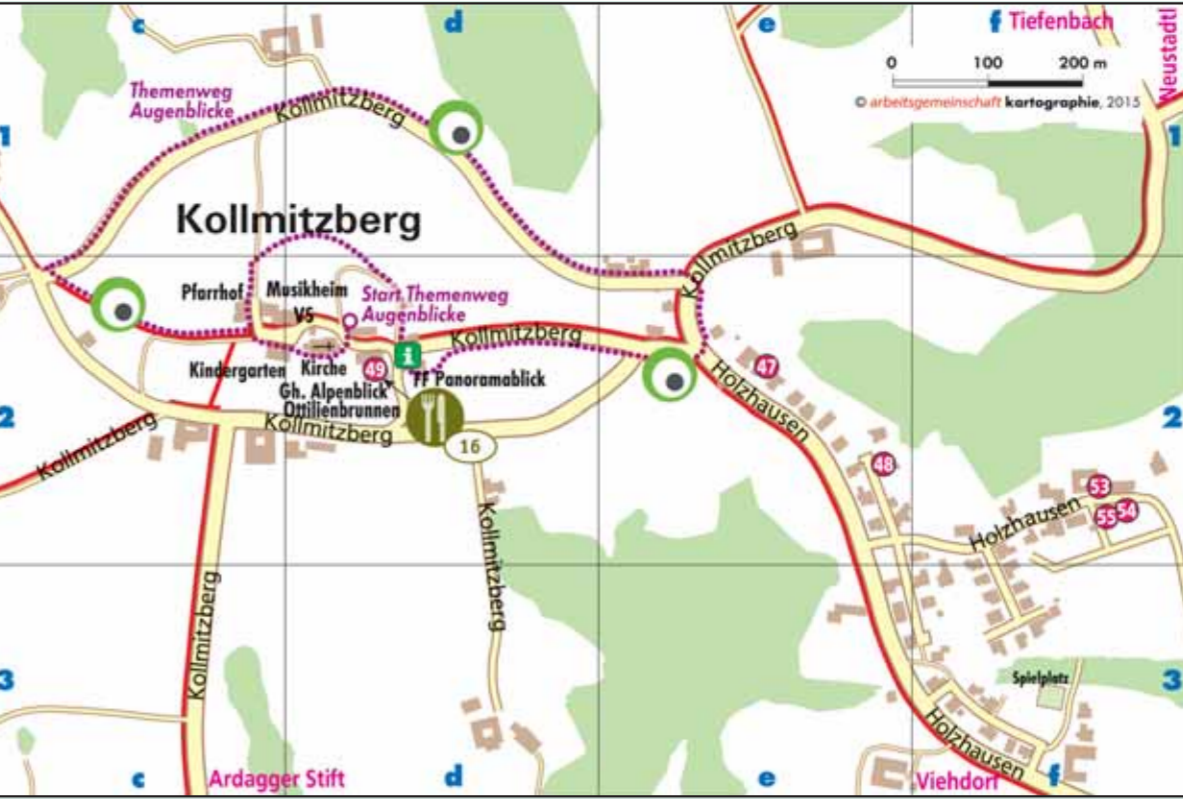 c
d
e
f
Tiefenbach
Neustadtl
0 100 200 m
© arbeitsgemeinschaft kartographie, 2015
Themenweg
Augenblicke
Kollmitzberg
1
1
Kollmitzberg
Kollmitzberg
Pfarrhof
Musikheim
VS
Start Themenweg
Augenblicke
Kollmitzberg
i
Kindergarten
Kirche
49
FF Panoramablick
Gh. Alpenblick
Ottilienbrunnen
47
Holzhausen
2
2
Kollmitzberg
Kollmitzberg
16
48
53
55
54
Holzhausen
Kollmitzberg
Kollmitzberg
3
3
Spielplatz
Holzhausen
c
Ardagger Stift
d
e
Viehdorf
f